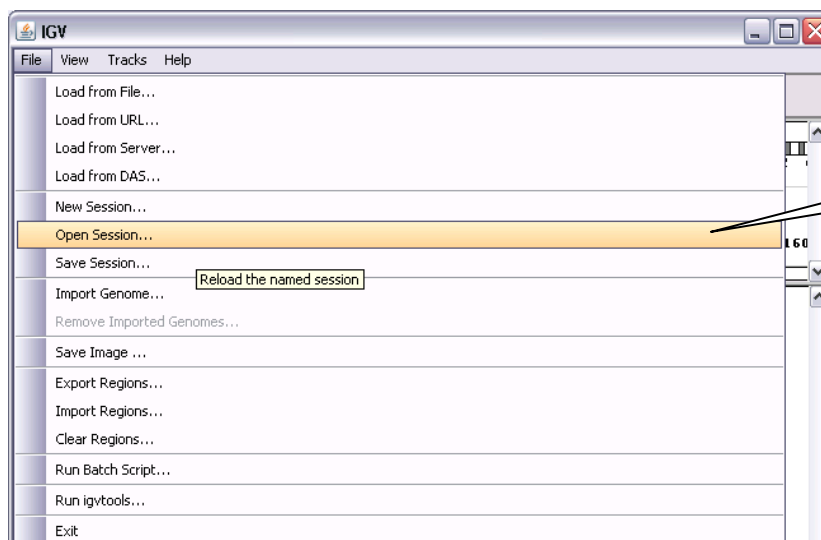 IGV
File View Tracks Help
Load from File...
Load from URL...
Load from Server...
Load from DAS...
New Session...
Open Session...
Save Session...
Reload the named session
Import Genome...
Remove Imported Genomes...
Save Image ...
Export Regions...
Import Regions...
Clear Regions...
Run Batch Script...
Run igvtools...
Exit
160